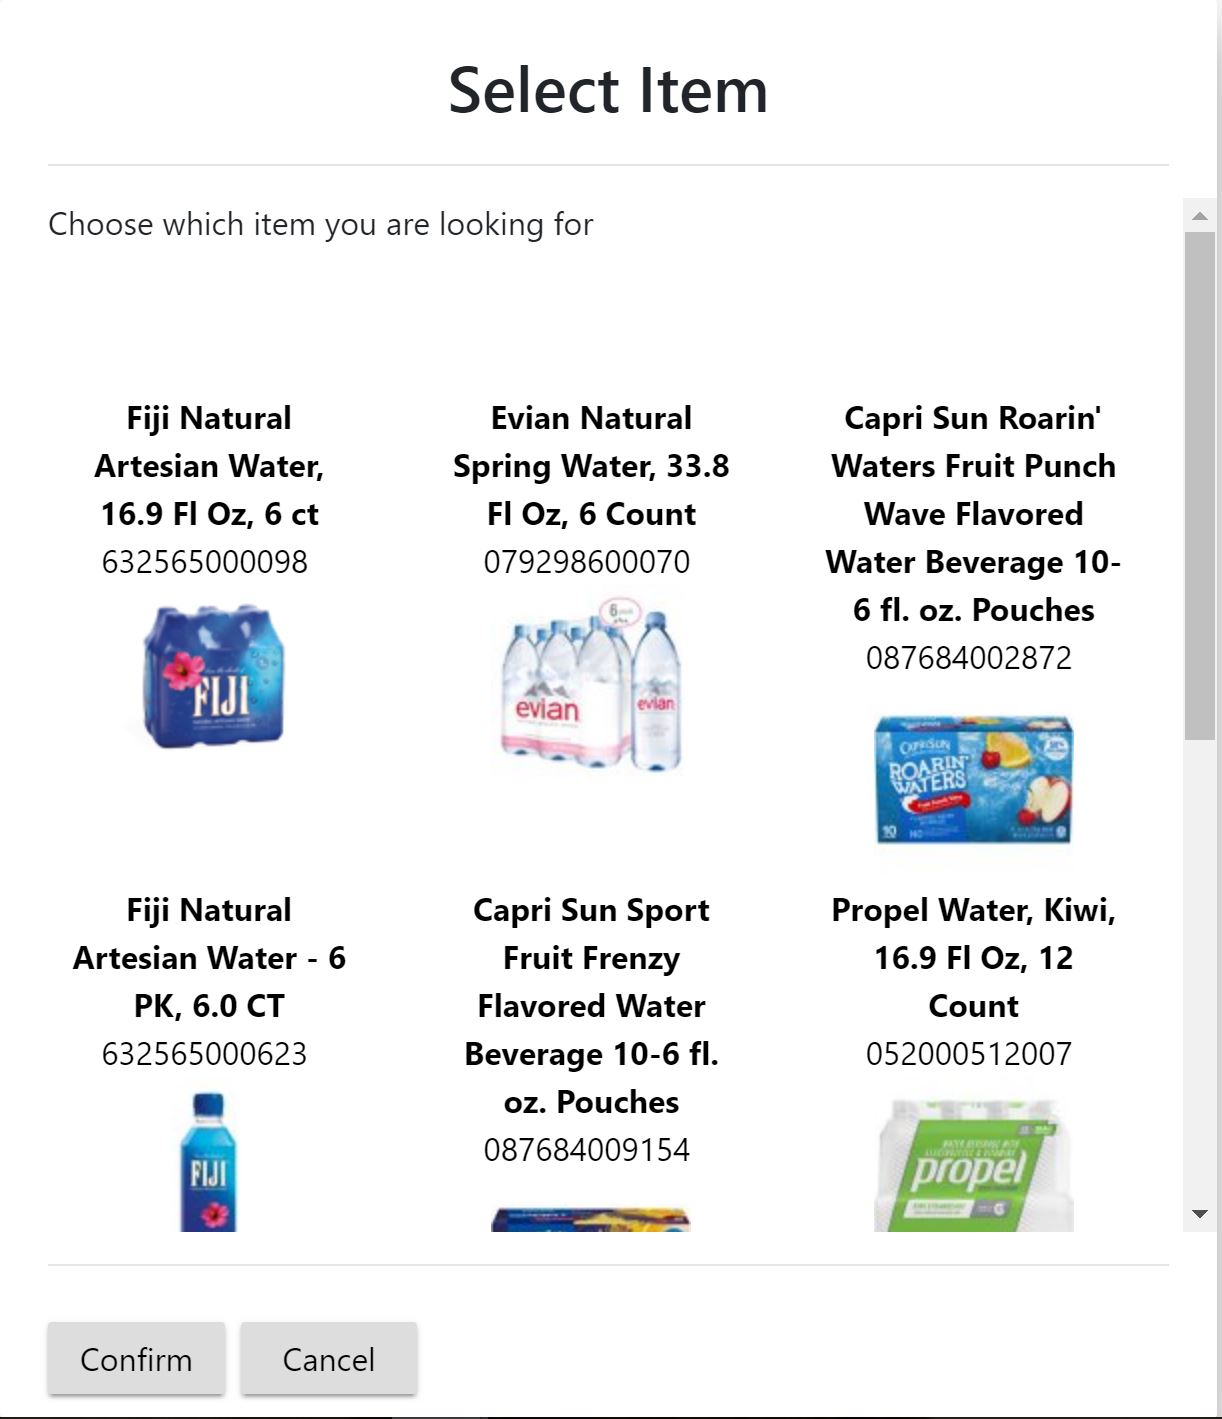 Select Item
Choose which item you are looking for
Fiji Natural
Artesian Water,
16.9 Fl Oz, 6 ct
632565000098
FIJI
Evian Natural
Spring Water, 33.8
Fl Oz, 6 Count
079298600070
6
evian
evian
Capri Sun Roarin'
Waters Fruit Punch
Wave Flavored
Water Beverage 10-
6 fl. oz. Pouches
087684002872
CAPRISUN
ROARIN'
WATERS
10
Fiji Natural
Artesian Water - 6
PK, 6.0 CT
632565000623
FIJI
Capri Sun Sport
Fruit Frenzy
Flavored Water
Beverage 10-6 fl.
oz. Pouches
087684009154
Propel Water, Kiwi,
16.9 Fl Oz, 12
Count
052000512007
propel
Confirm
Cancel